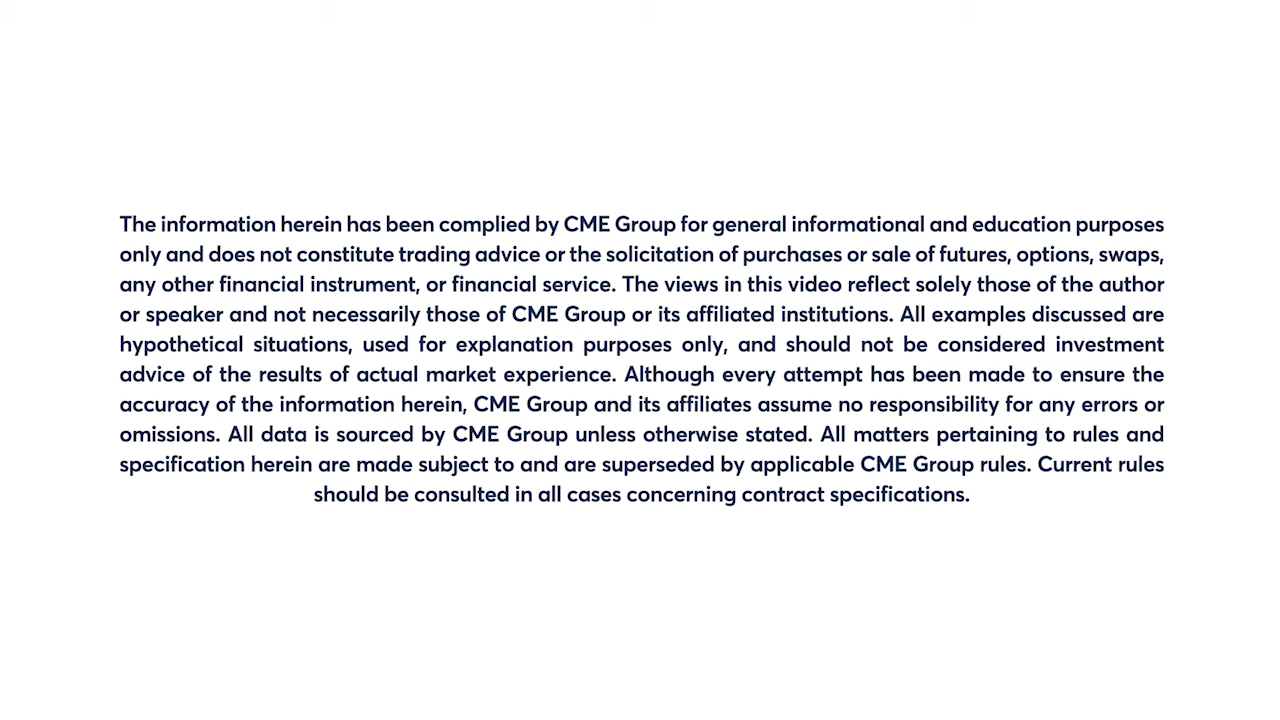 The information herein has been complied by CME Group for general informational and education purposes
only and does not constitute trading advice or the solicitation of purchases or sale of futures, options, swaps,
any other financial instrument, or financial service. The views in this video reflect solely those of the author
or speaker and not necessarily those of CME Group or its affiliated institutions. All examples discussed are
hypothetical situations, used for explanation purposes only, and should not be considered investment
advice of the results of actual market experience. Although every attempt has been made to ensure the
accuracy of the information herein, CME Group and its affiliates assume no responsibility for any errors or
omissions. All data is sourced by CME Group unless otherwise stated. All matters pertaining to rules and
specification herein are made subject to and are superseded by applicable CME Group rules. Current rules
should be consulted in all cases concerning contract specifications.